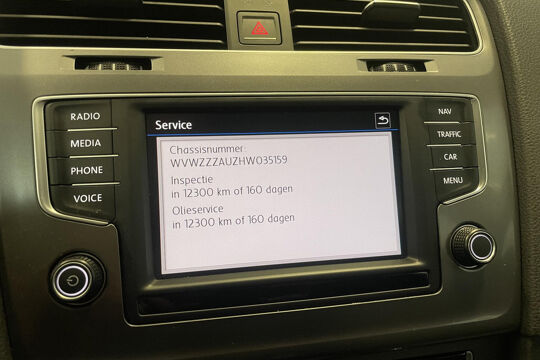 RADIO
MEDIA
PHONE
VOICE
Service
Chassisnummer:
WVWZZZAUZHW035159
Inspectie
in 12300 km of 160 dagen
Olieservice
in 12300 km of 160 dagen
NAV
TRAFFIC
CAR
MENU